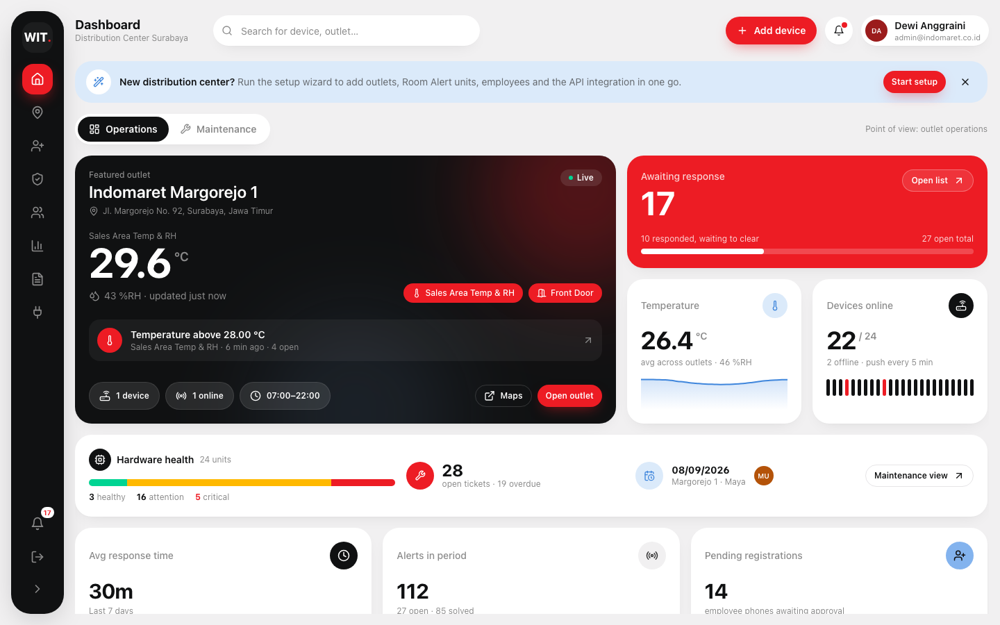 WIT.
Dashboard
Distribution Center Surabaya
Search for device, outlet...
Add device
DA
Dewi Anggraini
admin@indomaret.co.id
New distribution center? Run the setup wizard to add outlets, Room Alert units, employees and the API integration in one go.
Start setup
Operations
Maintenance
Point of view: outlet operations
Featured outlet
Live
Indomaret Margorejo 1
Jl. Margorejo No. 92, Surabaya, Jawa Timur
Sales Area Temp & RH
29.6 °C
43 %RH · updated just now
Sales Area Temp & RH
Front Door
Temperature above 28.00 °C
Sales Area Temp & RH · 6 min ago · 4 open
1 device
1 online
07:00–22:00
Maps
Open outlet
Awaiting response
Open list
17
10 responded, waiting to clear
27 open total
Temperature
26.4 °C
avg across outlets · 46 %RH
Devices online
22 / 24
2 offline · push every 5 min
Hardware health 24 units
3 healthy
16 attention
5 critical
28
open tickets · 19 overdue
08/09/2026
Margorejo 1 · Maya
MU
Maintenance view
17
Avg response time
30m
Last 7 days
Alerts in period
112
27 open · 85 solved
Pending registrations
14
employee phones awaiting approval